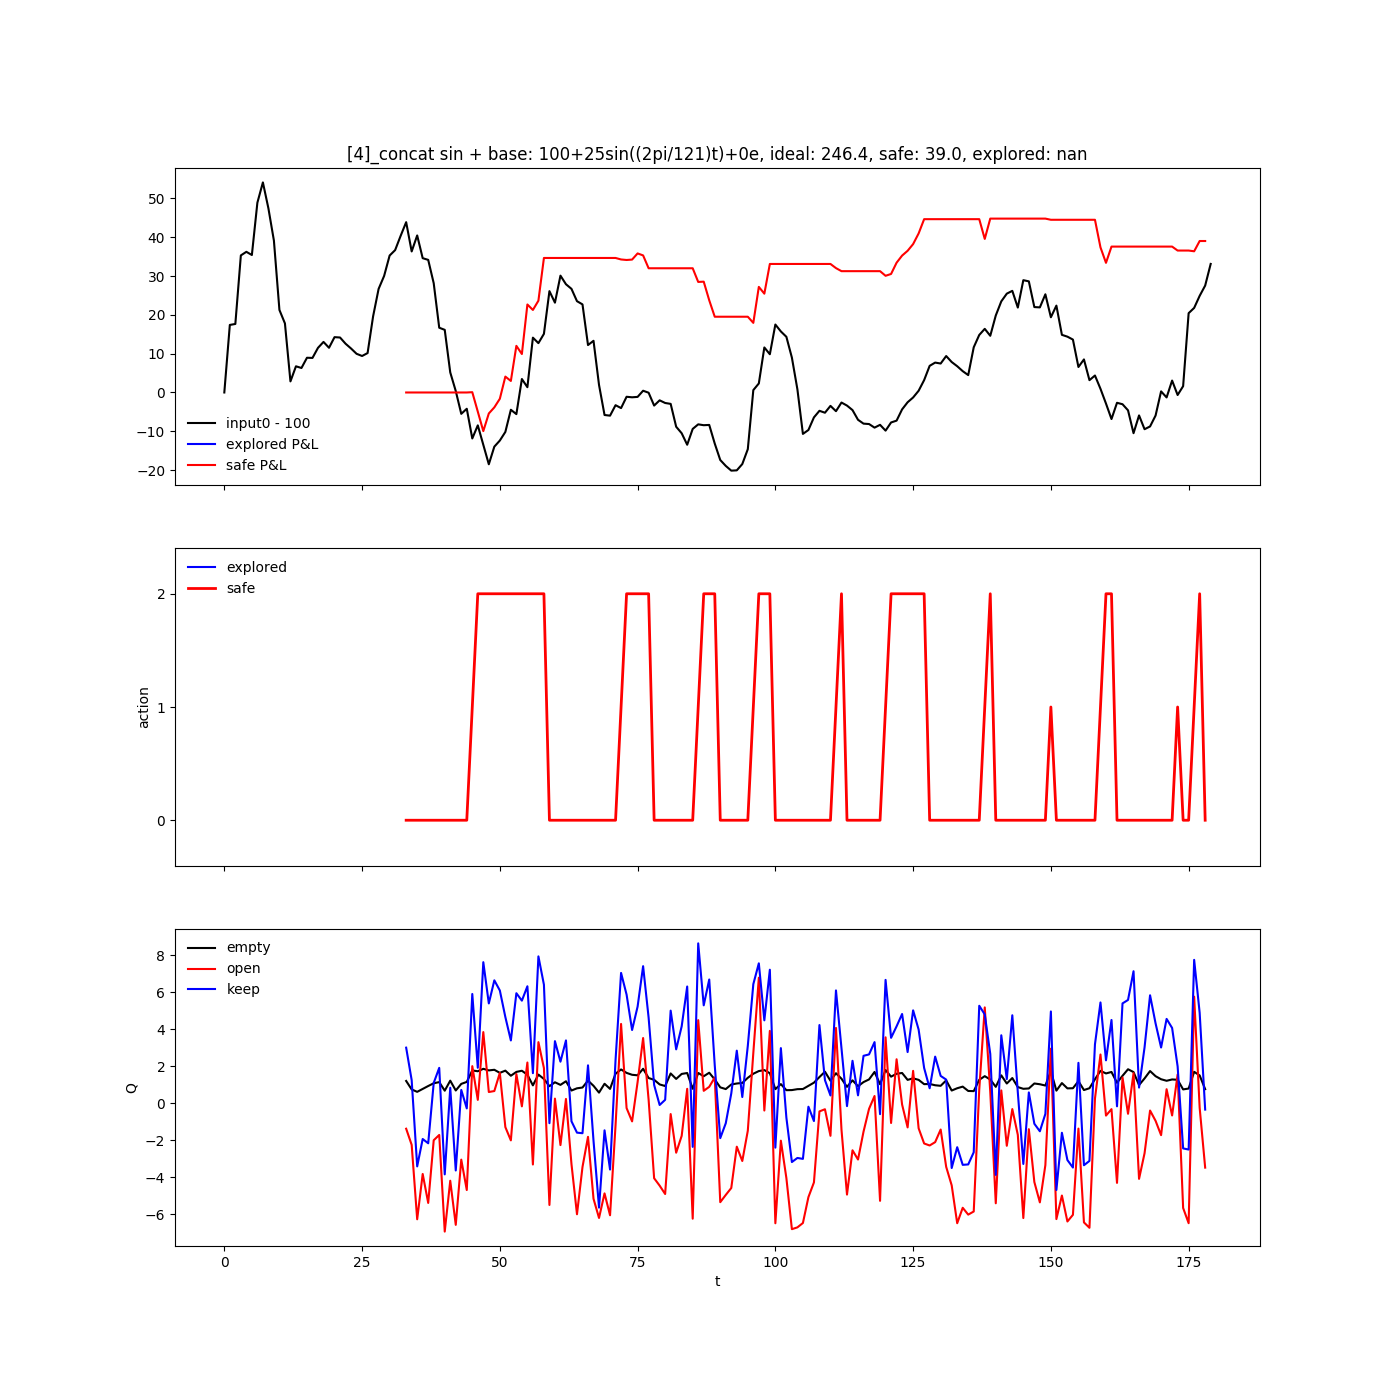 [4]_concat sin + base: 100+25sin((2pi/121)t)+0e, ideal: 246.4, safe: 39.0, explored: nan
50
40
30
20
10
0
−10
−20
input0 - 100
explored P&L
safe P&L
explored
safe
2
1
0
action
empty
open
keep
8
6
4
2
0
−2
−4
−6
Q
0 25 50 75 100 125 150 175
t